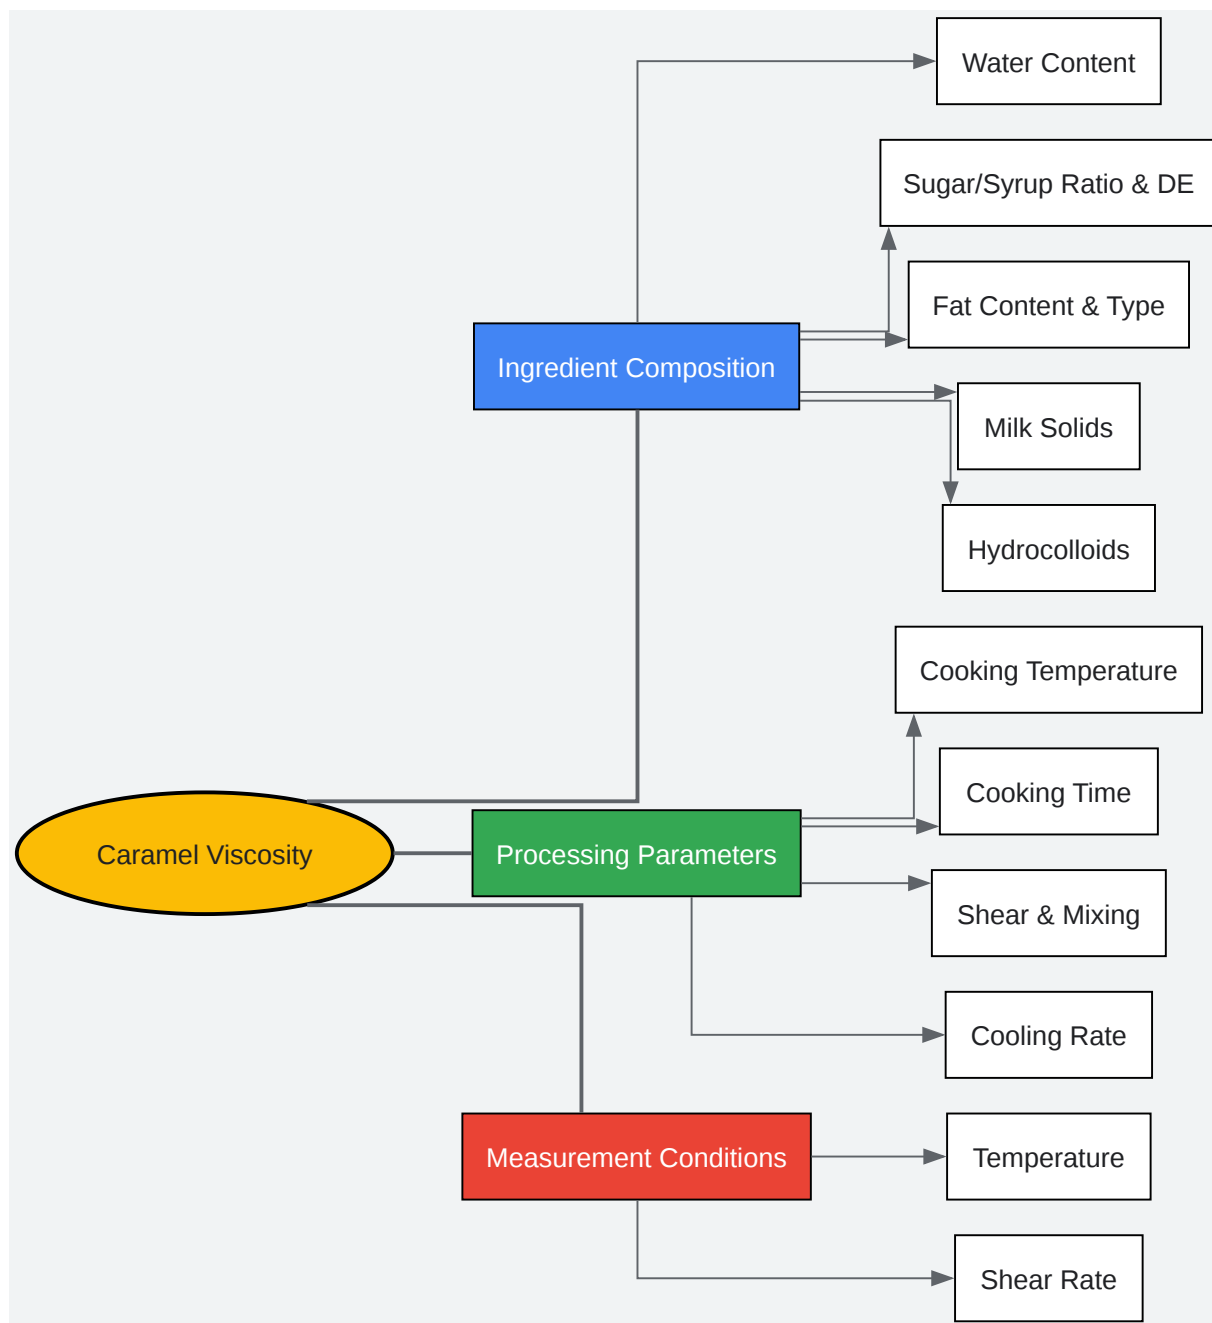 Water Content
Sugar/Syrup Ratio & DE
Fat Content & Type
Ingredient Composition
Milk Solids
Hydrocolloids
Cooking Temperature
Cooking Time
Caramel Viscosity
Processing Parameters
Shear & Mixing
Cooling Rate
Measurement Conditions
Temperature
Shear Rate